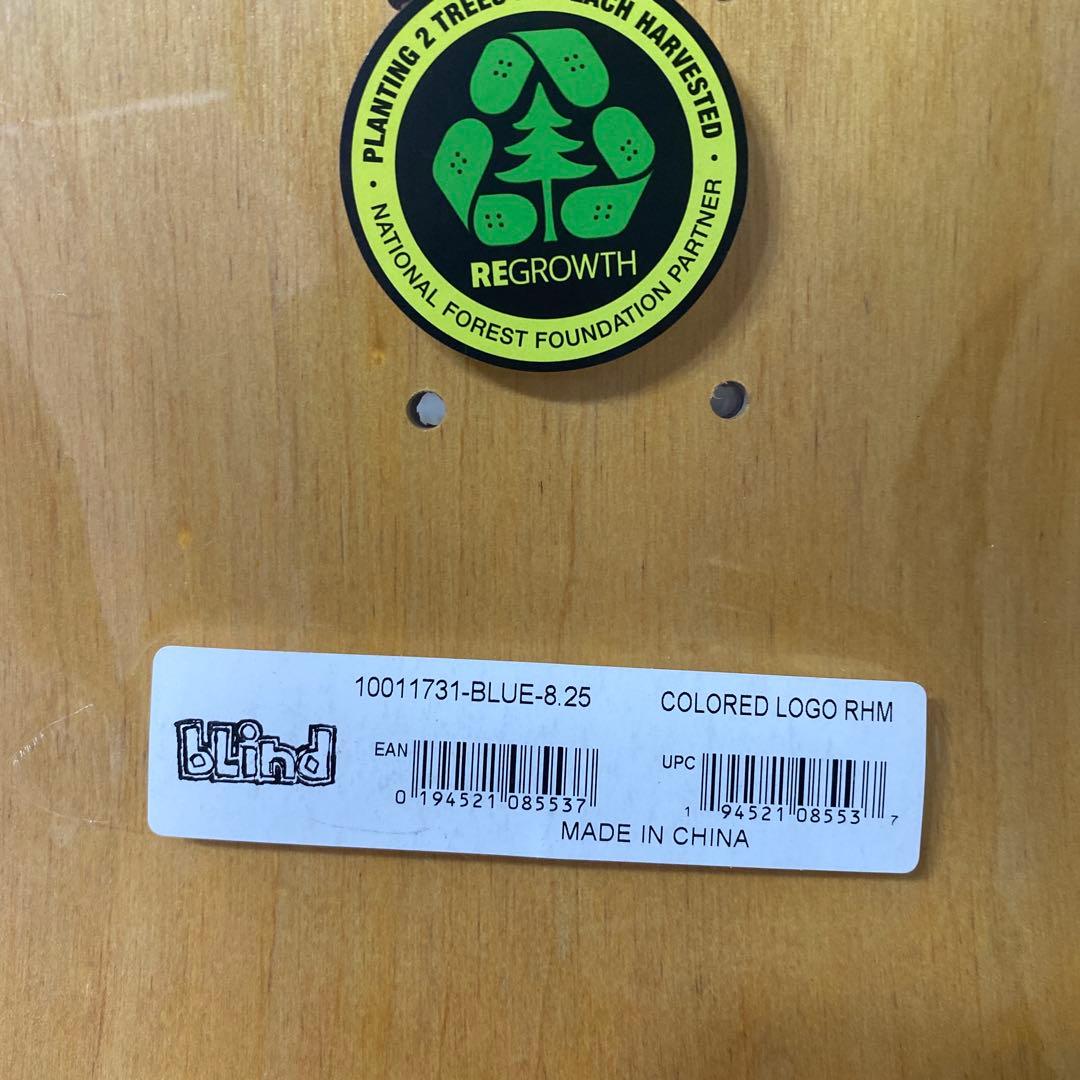 PLANTING 2 TREES EACH HARVESTED
REGROWTH
NATIONAL FOREST FOUNDATION PARTNER
10011731-BLUE-8.25
COLORED LOGO RHM
bLind
EAN
0 194521 085537
UPC
1 94521 08553 7
MADE IN CHINA